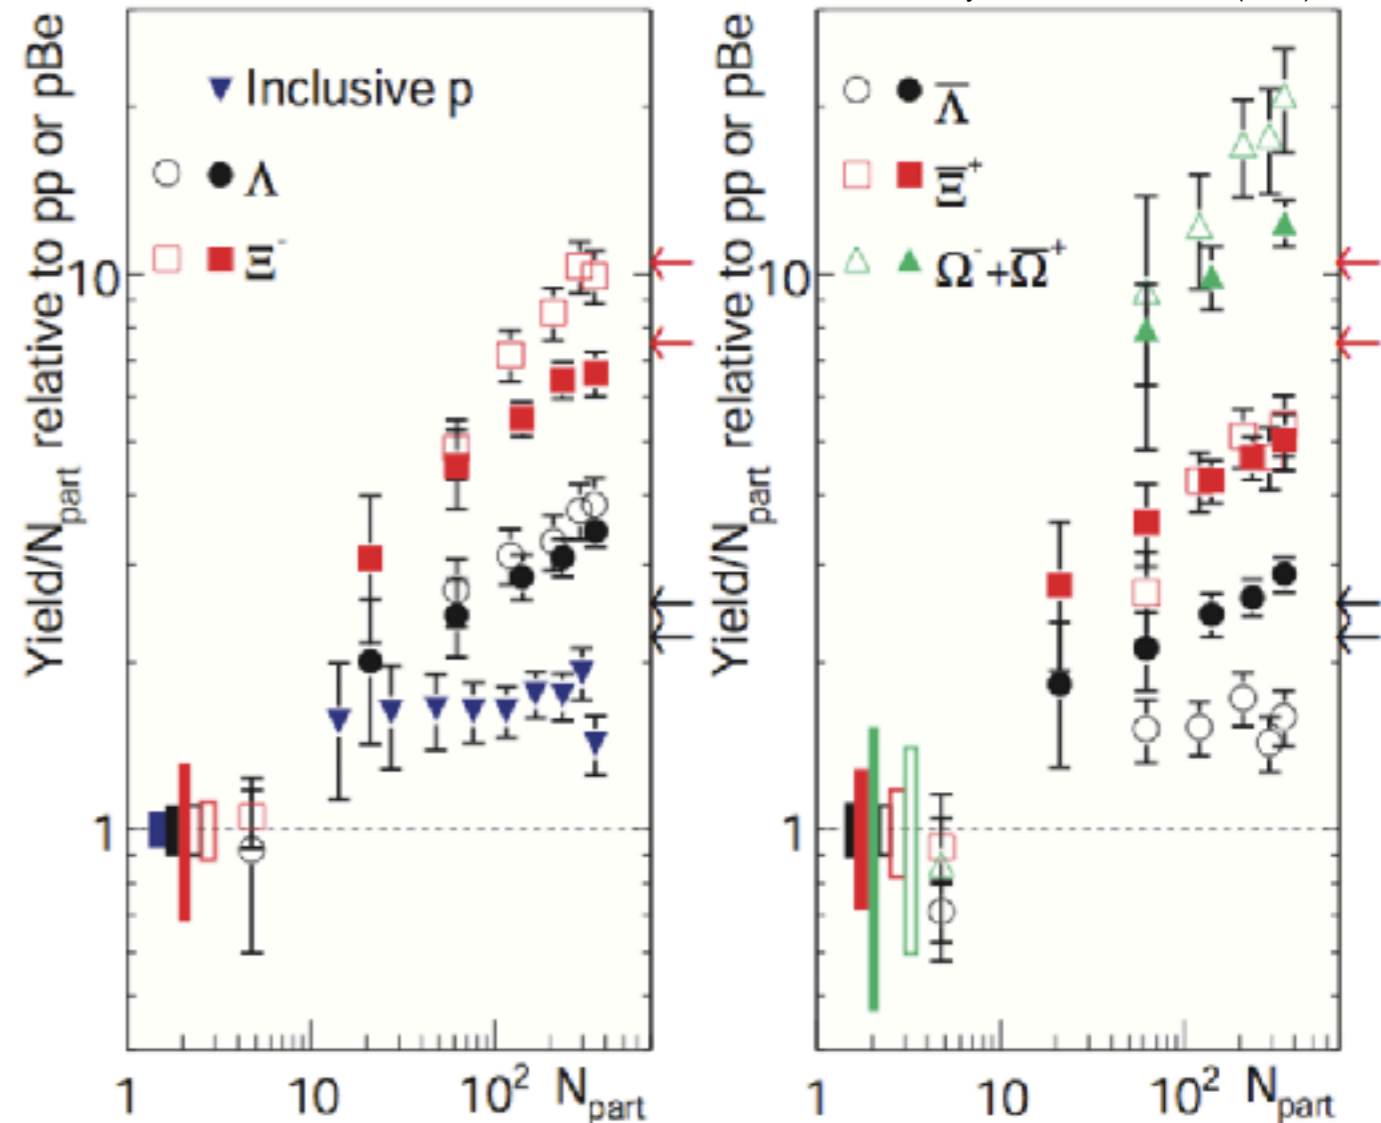 Yield/N_part relative to pp or pBe
Inclusive p
Λ
Ξ⁻
10
1
1 10 10² N_part
Yield/N_part relative to pp or pBe
Λ̅
Ξ̅⁺
Ω⁻+Ω̅⁺
10
1
1 10 10² N_part